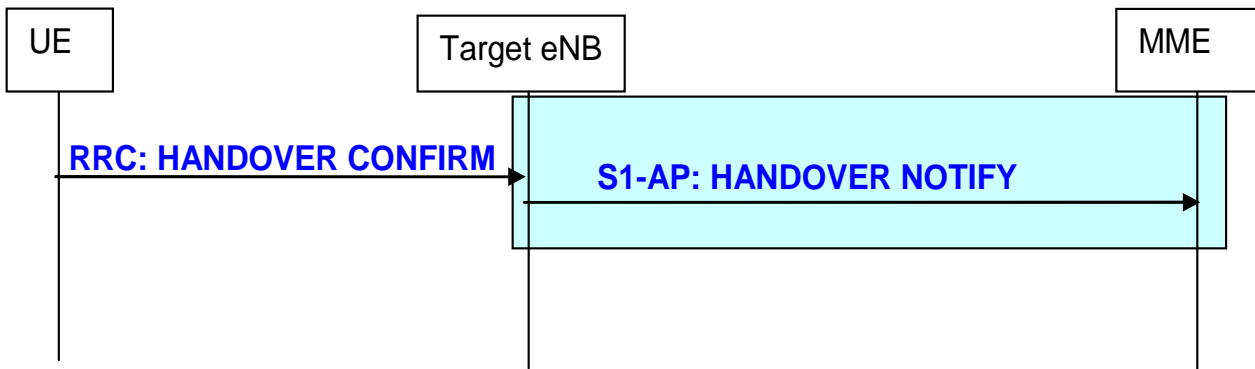 UE
Target eNB
MME
RRC: HANDOVER CONFIRM
S1-AP: HANDOVER NOTIFY